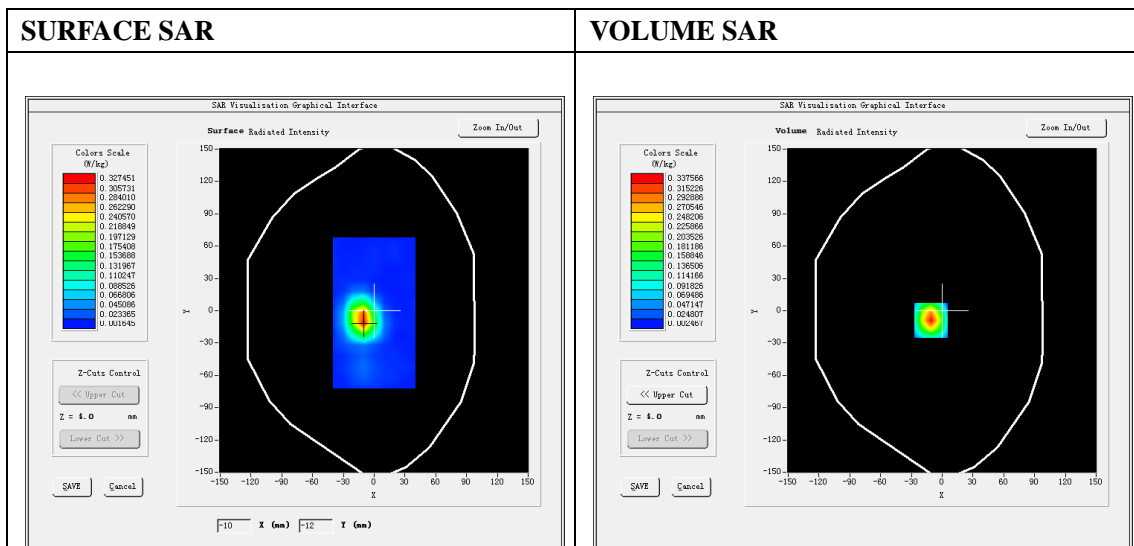 SURFACE SAR
VOLUME SAR
SAR Visualisation Graphical Interface
Surface Radiated Intensity
Zoom In/Out
Colors Scale
(W/kg)
0.327451
0.305731
0.284010
0.262290
0.240570
0.218849
0.197129
0.175408
0.153688
0.131967
0.110247
0.088526
0.066806
0.045086
0.023365
0.001645
150
120
90
60
30
0
-30
-60
-90
-120
-150
Y
-150 -120 -90 -60 -30 0 30 60 90 120 150
X
Z-Cuts Control
<< Upper Cut
Z = 4.0 mm
Lower Cut >>
SAVE Cancel
-10 X (mm) -12 Y (mm)
SAR Visualisation Graphical Interface
Volume Radiated Intensity
Zoom In/Out
Colors Scale
(W/kg)
0.337566
0.315226
0.292886
0.270546
0.248206
0.225866
0.203526
0.181186
0.158846
0.136506
0.114166
0.091826
0.069486
0.047147
0.024807
0.002467
150
120
90
60
30
0
-30
-60
-90
-120
-150
Y
-150 -120 -90 -60 -30 0 30 60 90 120 150
X
Z-Cuts Control
<< Upper Cut
Z = 4.0 mm
Lower Cut >>
SAVE Cancel